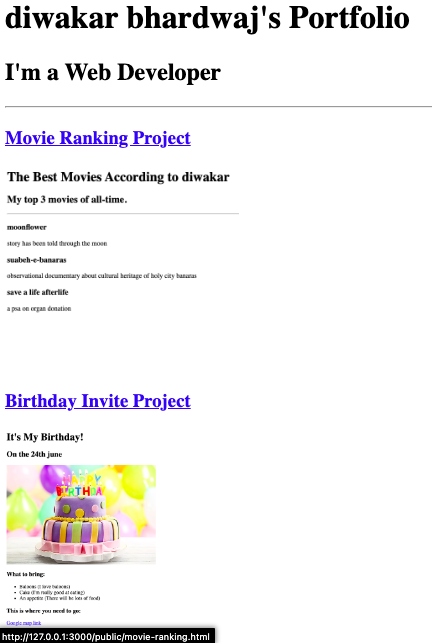 diwakar bhardwaj's Portfolio
I'm a Web Developer
Movie Ranking Project
The Best Movies According to diwakar
My top 3 movies of all-time.
moonflower
story has been told through the moon
suabeh-e-banaras
observational documentary about cultural heritage of holy city banaras
save a life afterlife
a psa on organ donation
Birthday Invite Project
It's My Birthday!
On the 24th june
HAPPY
BIRTHDAY
What to bring:
Baloons (I love baloons)
Cake (I'm really good at eating)
An appetite (There will be lots of food)
This is where you need to go:
Google map link
http://127.0.0.1:3000/public/movie-ranking.html